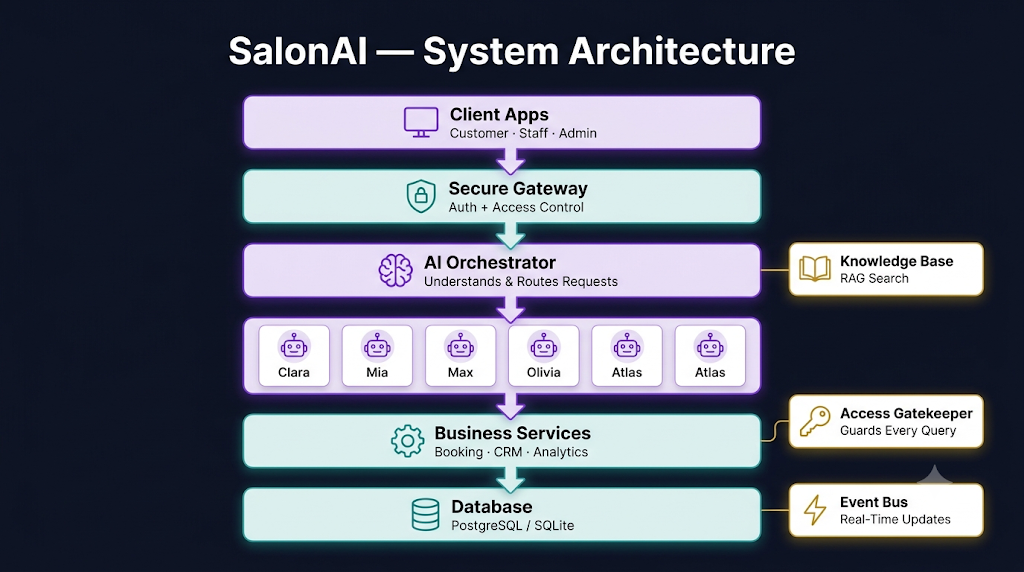 SalonAI — System Architecture
Client Apps
Customer · Staff · Admin
Secure Gateway
Auth + Access Control
AI Orchestrator
Understands & Routes Requests
Knowledge Base
RAG Search
Clara
Mia
Max
Olivia
Atlas
Atlas
Business Services
Booking · CRM · Analytics
Access Gatekeeper
Guards Every Query
Database
PostgreSQL / SQLite
Event Bus
Real-Time Updates